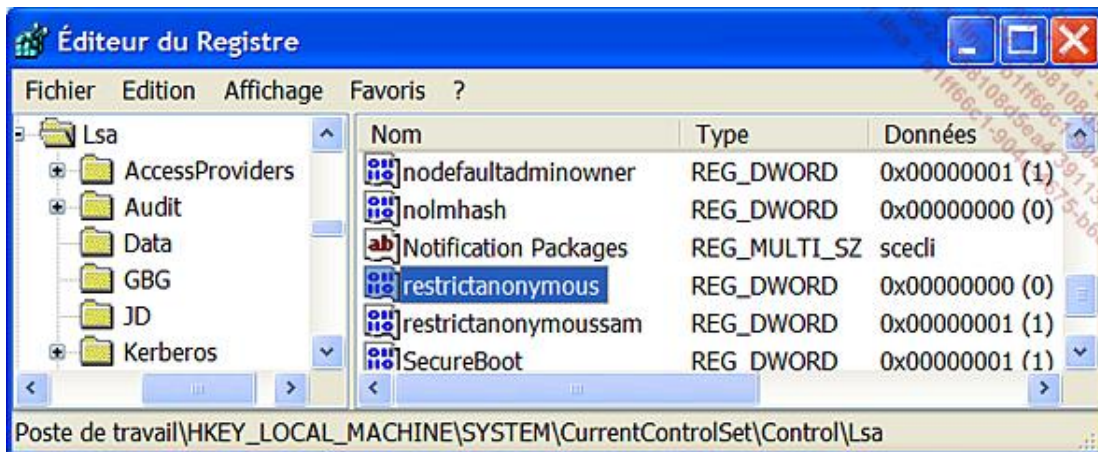 Éditeur du Registre
Fichier Edition Affichage Favoris ?
Lsa
AccessProviders
Audit
Data
GBG
JD
Kerberos
Nom Type Données
nodefaultadminowner REG_DWORD 0x00000001 (1)
nolmhash REG_DWORD 0x00000000 (0)
Notification Packages REG_MULTI_SZ scecli
restrictanonymous REG_DWORD 0x00000000 (0)
restrictanonymoussam REG_DWORD 0x00000001 (1)
SecureBoot REG_DWORD 0x00000001 (1)
Poste de travail\HKEY_LOCAL_MACHINE\SYSTEM\CurrentControlSet\Control\Lsa